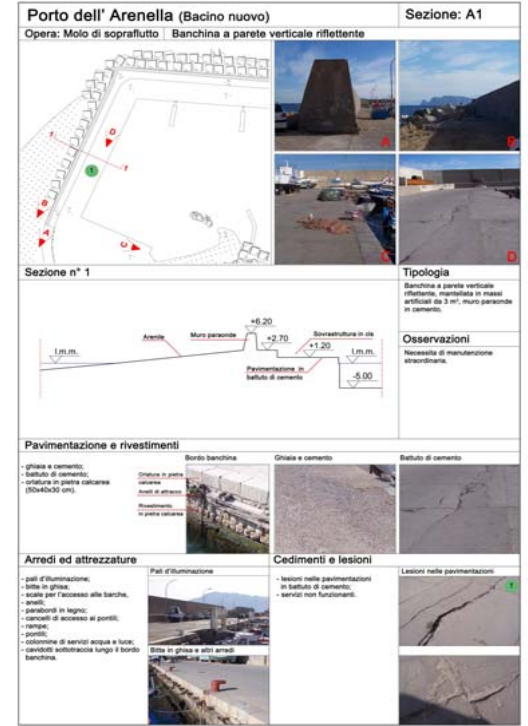 Porto dell' Arenella (Bacino nuovo)
Sezione: A1
Opera: Molo di sopraflutto
Banchina a parete verticale riflettente
D
1
1
1
B
A
C
A
B
C
D
Sezione n° 1
Tipologia
Banchina a parete verticale
riflettente, mantellata in massi
artificiali da 3 m³, muro paraonde
in cemento.
Osservazioni
Necessita di manutenzione
straordinaria.
+6.20
Arenile
Muro paraonde
Sovrastruttura in cls
+2.70
+1.20
l.m.m.
l.m.m.
Pavimentazione in
battuto di cemento
-5.00
Pavimentazione e rivestimenti
- ghiaia e cemento;
- battuto di cemento;
- orlatura in pietra calcarea
(50x40x30 cm).
Bordo banchina
Orlatura in pietra
calcarea
Anelli di attracco
Rivestimento
in pietra calcarea
Ghiaia e cemento
Battuto di cemento
Arredi ed attrezzature
- pali d'illuminazione;
- bitte in ghisa;
- scale per l'accesso alle barche,
- anelli;
- parabordi in legno;
- cancelli di accesso ai pontili;
- rampe;
- pontili;
- colonnine di servizi acqua e luce;
- cavidotti sottotraccia lungo il bordo
banchina.
Pali d'illuminazione
Bitte in ghisa e altri arredi
Cedimenti e lesioni
- lesioni nelle pavimentazioni
in battuto di cemento;
- servizi non funzionanti.
Lesioni nelle pavimentazioni
1